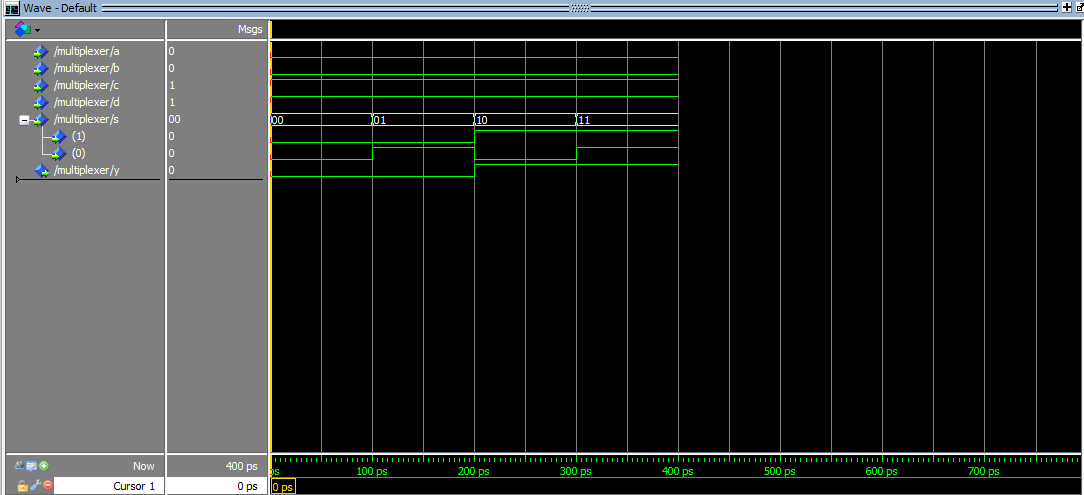 Wave - Default
Msgs
/multiplexer/a 0
/multiplexer/b 0
/multiplexer/c 1
/multiplexer/d 1
/multiplexer/s 00 00 01 10 11
(1) 0
(0) 0
/multiplexer/y 0
Now 400 ps ps 100 ps 200 ps 300 ps 400 ps 500 ps 600 ps 700 ps
Cursor 1 0 ps 0 ps